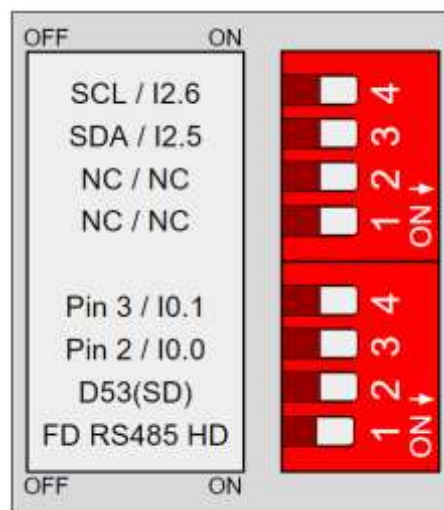 OFF ON
SCL / I2.6
SDA / I2.5
NC / NC
NC / NC
Pin 3 / I0.1
Pin 2 / I0.0
D53(SD)
FD RS485 HD
OFF ON
4
3
2
1
ON
4
3
2
1
ON